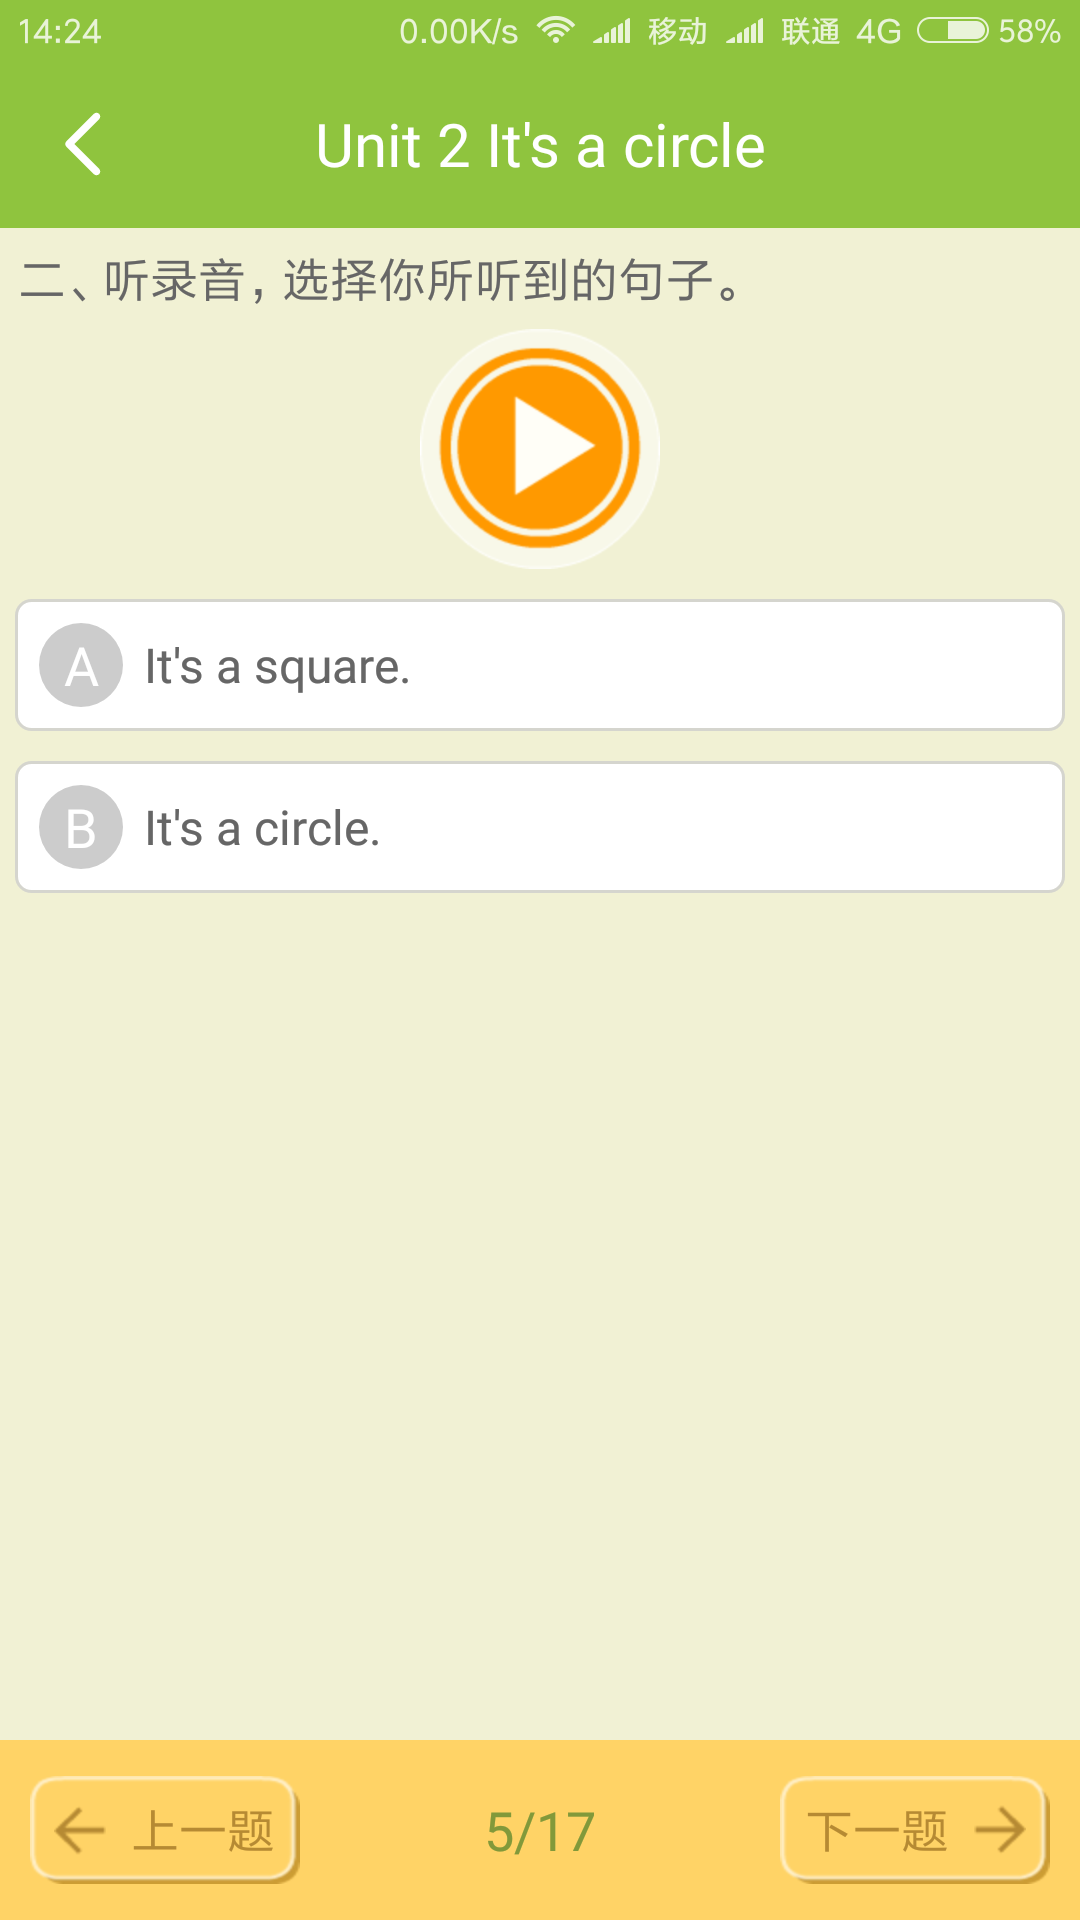 14:24 0.00K/s 移动 联通 4G 58%
Unit 2 It's a circle
二、听录音，选择你所听到的句子。
A It's a square.
B It's a circle.
上一题 5/17 下一题